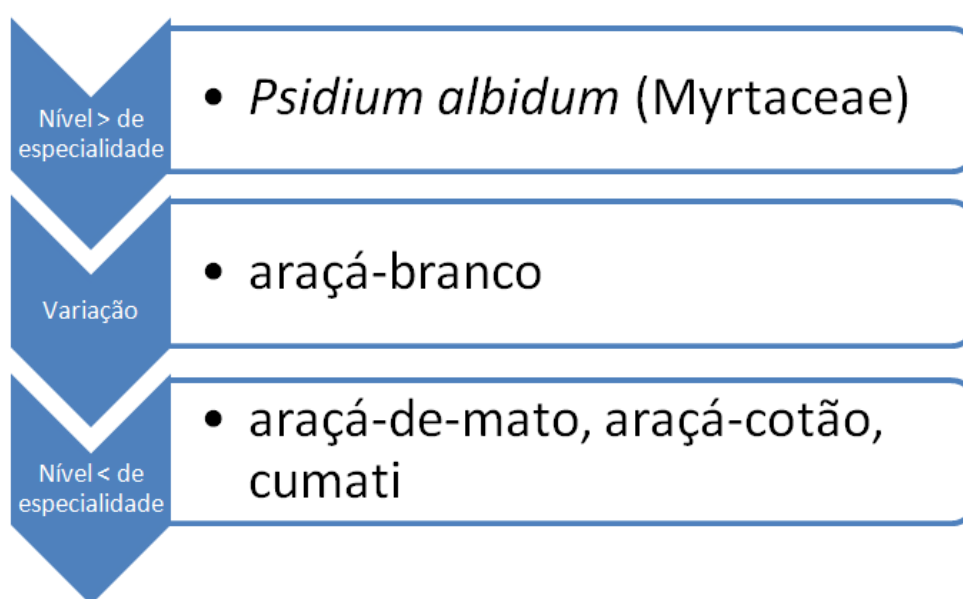 Nível > de
especialidade
• Psidium albidum (Myrtaceae)
Variação
• araçá-branco
Nível < de
especialidade
• araçá-de-mato, araçá-cotão,
cumati